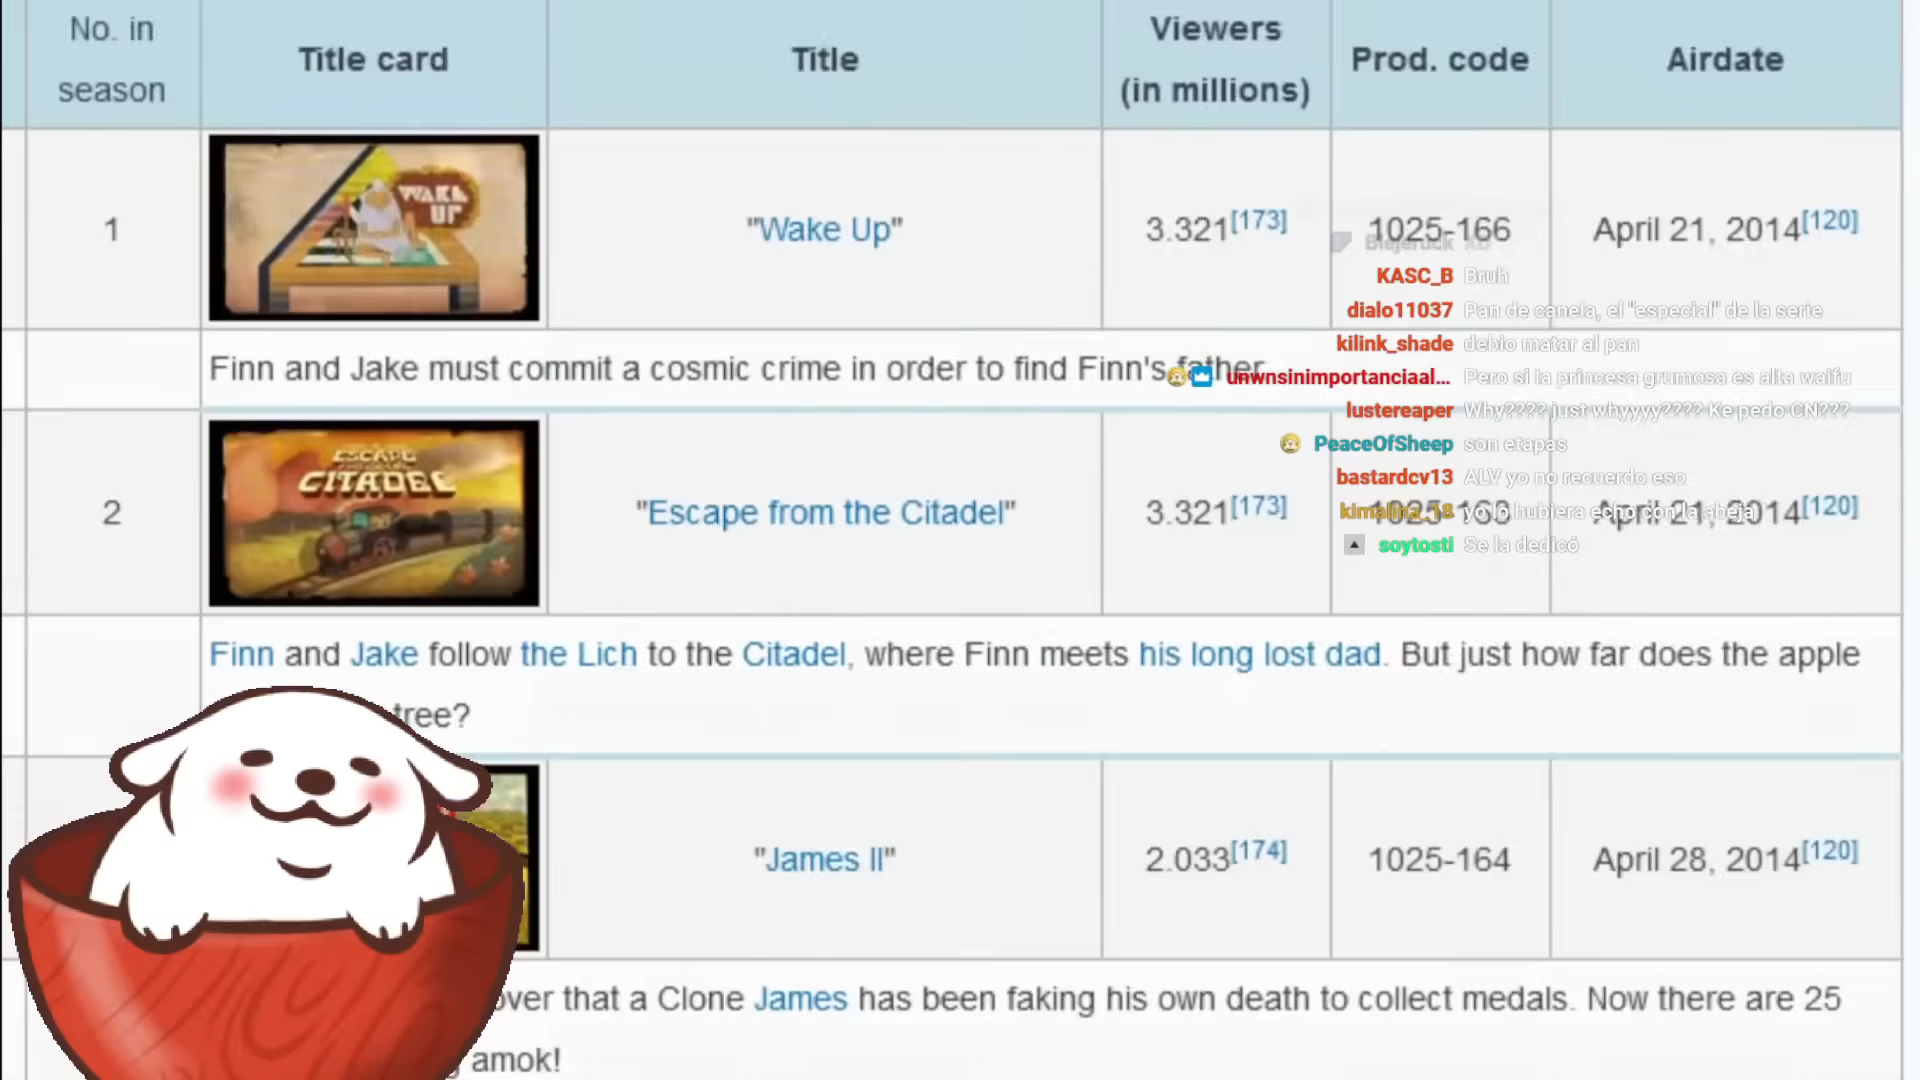 No. in
season
Title card
Title
Viewers
(in millions)
Prod. code
Airdate
1
WAKE
UP
"Wake Up"
3.321[173]
1025-166
April 21, 2014[120]
Blejeruck XD
KASC_B Bruh
dialo11037 Pan de canela, el "especial" de la serie
kilink_shade debio matar al pan
Finn and Jake must commit a cosmic crime in order to find Finn's father
unwnsinimportanciaal... Pero si la princesa grumosa es alta waifu
lustereaper Why???? just whyyyy???? Ke pedo CN???
PeaceOfSheep son etapas
bastardcv13 ALV yo no recuerdo eso
kimalina_18 yo lo hubiera echo con la abeja
soytosti Se la dedicó
2
ESCAPE
CITADEL
"Escape from the Citadel"
3.321[173]
April 21, 2014[120]
Finn and Jake follow the Lich to the Citadel, where Finn meets his long lost dad. But just how far does the apple
tree?
"James II"
2.033[174]
1025-164
April 28, 2014[120]
over that a Clone James has been faking his own death to collect medals. Now there are 25
amok!